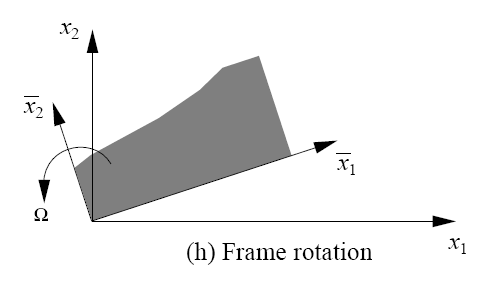 x₂
x̅₂
x̅₁
Ω
x₁
(h) Frame rotation